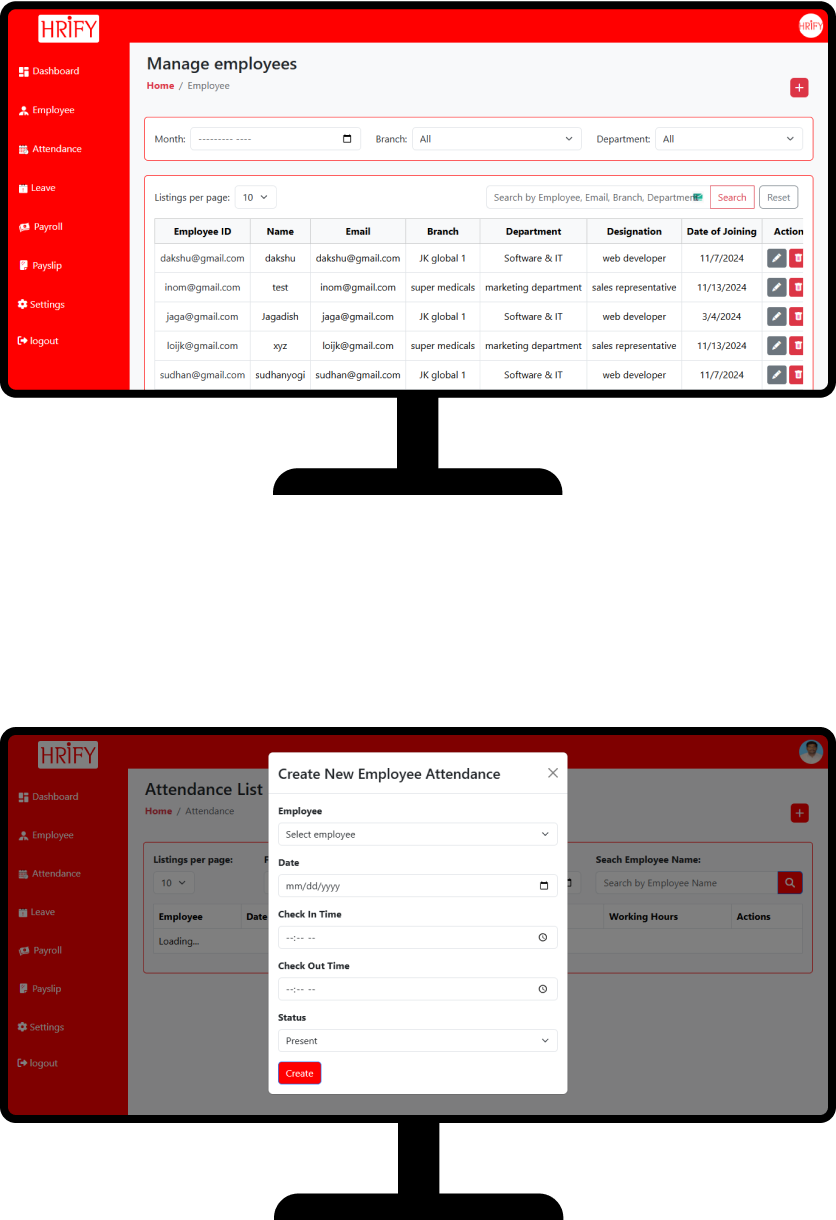 HRIFY
HRIFY
Manage employees
Home / Employee
Dashboard
Employee
Attendance
Leave
Payroll
Payslip
Settings
logout
Month: --------- ---- Branch: All Department: All
Listings per page: 10 Search by Employee, Email, Branch, Departmen Search Reset
Employee ID Name Email Branch Department Designation Date of Joining Action
dakshu@gmail.com dakshu dakshu@gmail.com JK global 1 Software & IT web developer 11/7/2024
inom@gmail.com test inom@gmail.com super medicals marketing department sales representative 11/13/2024
jaga@gmail.com Jagadish jaga@gmail.com JK global 1 Software & IT web developer 3/4/2024
loijk@gmail.com xyz loijk@gmail.com super medicals marketing department sales representative 11/13/2024
sudhan@gmail.com sudhanyogi sudhan@gmail.com JK global 1 Software & IT web developer 11/7/2024
HRIFY
Dashboard
Employee
Attendance
Leave
Payroll
Payslip
Settings
logout
Attendance List
Home / Attendance
Listings per page: Seach Employee Name:
10 Search by Employee Name
Employee Date Working Hours Actions
Loading...
Create New Employee Attendance
Employee
Select employee
Date
mm/dd/yyyy
Check In Time
--:-- --
Check Out Time
--:-- --
Status
Present
Create